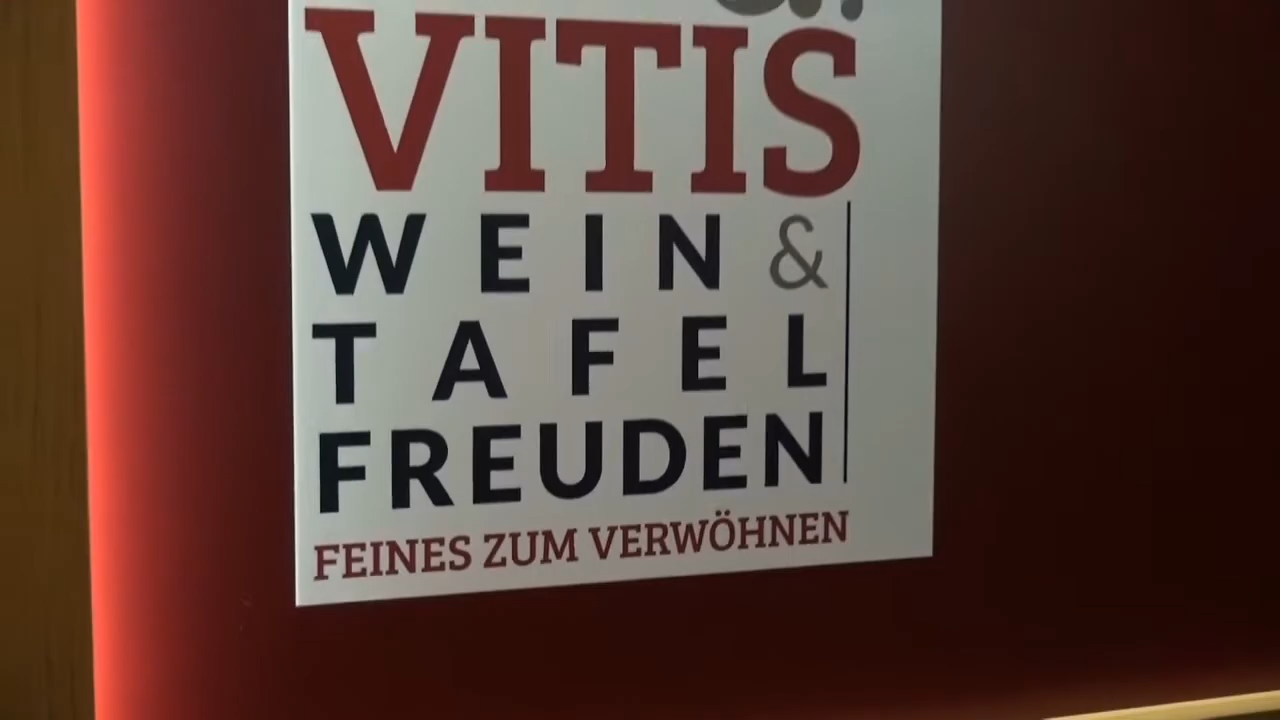 VITIS
WEIN &
TAFEL
FREUDEN
FEINES ZUM VERWÖHNEN